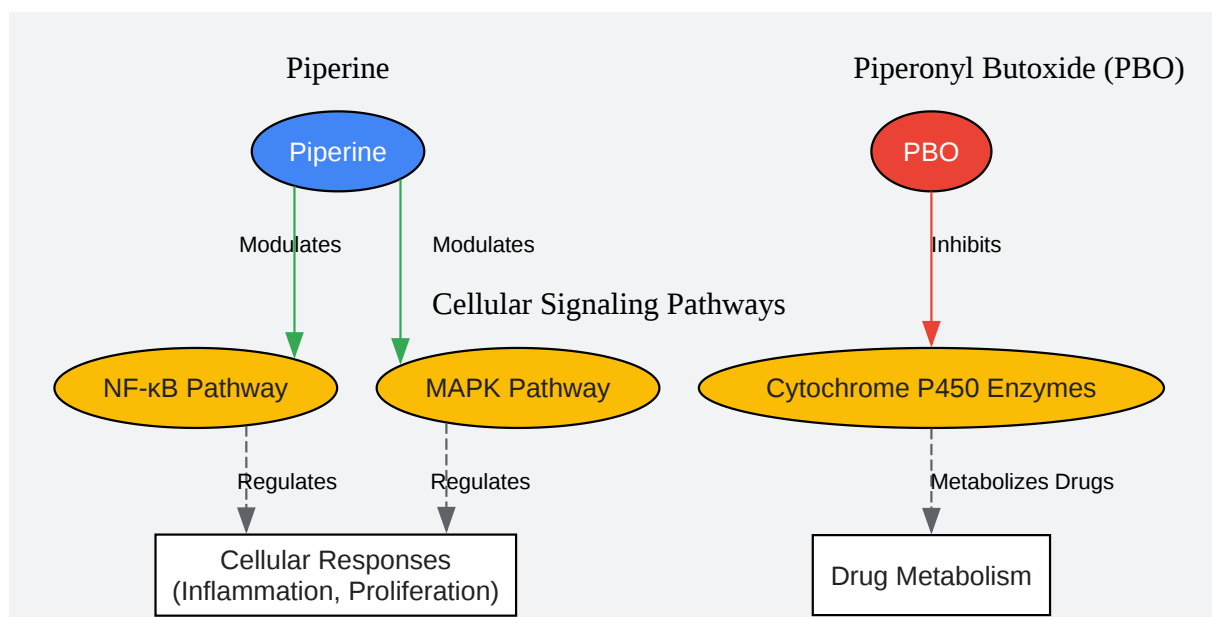 Piperine
Piperonyl Butoxide (PBO)
Piperine
PBO
Modulates
Modulates
Inhibits
Cellular Signaling Pathways
NF-κB Pathway
MAPK Pathway
Cytochrome P450 Enzymes
Regulates
Regulates
Metabolizes Drugs
Cellular Responses
(Inflammation, Proliferation)
Drug Metabolism